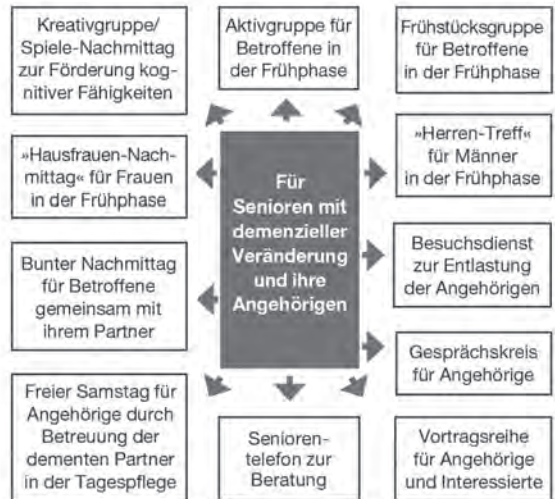 Kreativgruppe/
Spiele-Nachmittag
zur Förderung kog-
nitiver Fähigkeiten
Aktivgruppe für
Betroffene in
der Frühphase
Frühstücksgruppe
für Betroffene
in der Frühphase
»Hausfrauen-Nach-
mittag« für Frauen
in der Frühphase
Für
Senioren mit
demenzieller
Veränderung
und ihre
Angehörigen
»Herren-Treff«
für Männer
in der Frühphase
Bunter Nachmittag
für Betroffene
gemeinsam mit
ihrem Partner
Besuchsdienst
zur Entlastung
der Angehörigen
Gesprächskreis
für Angehörige
Freier Samstag für
Angehörige durch
Betreuung der
dementen Partner
in der Tagespflege
Senioren-
telefon zur
Beratung
Vortragsreihe
für Angehörige
und Interessierte